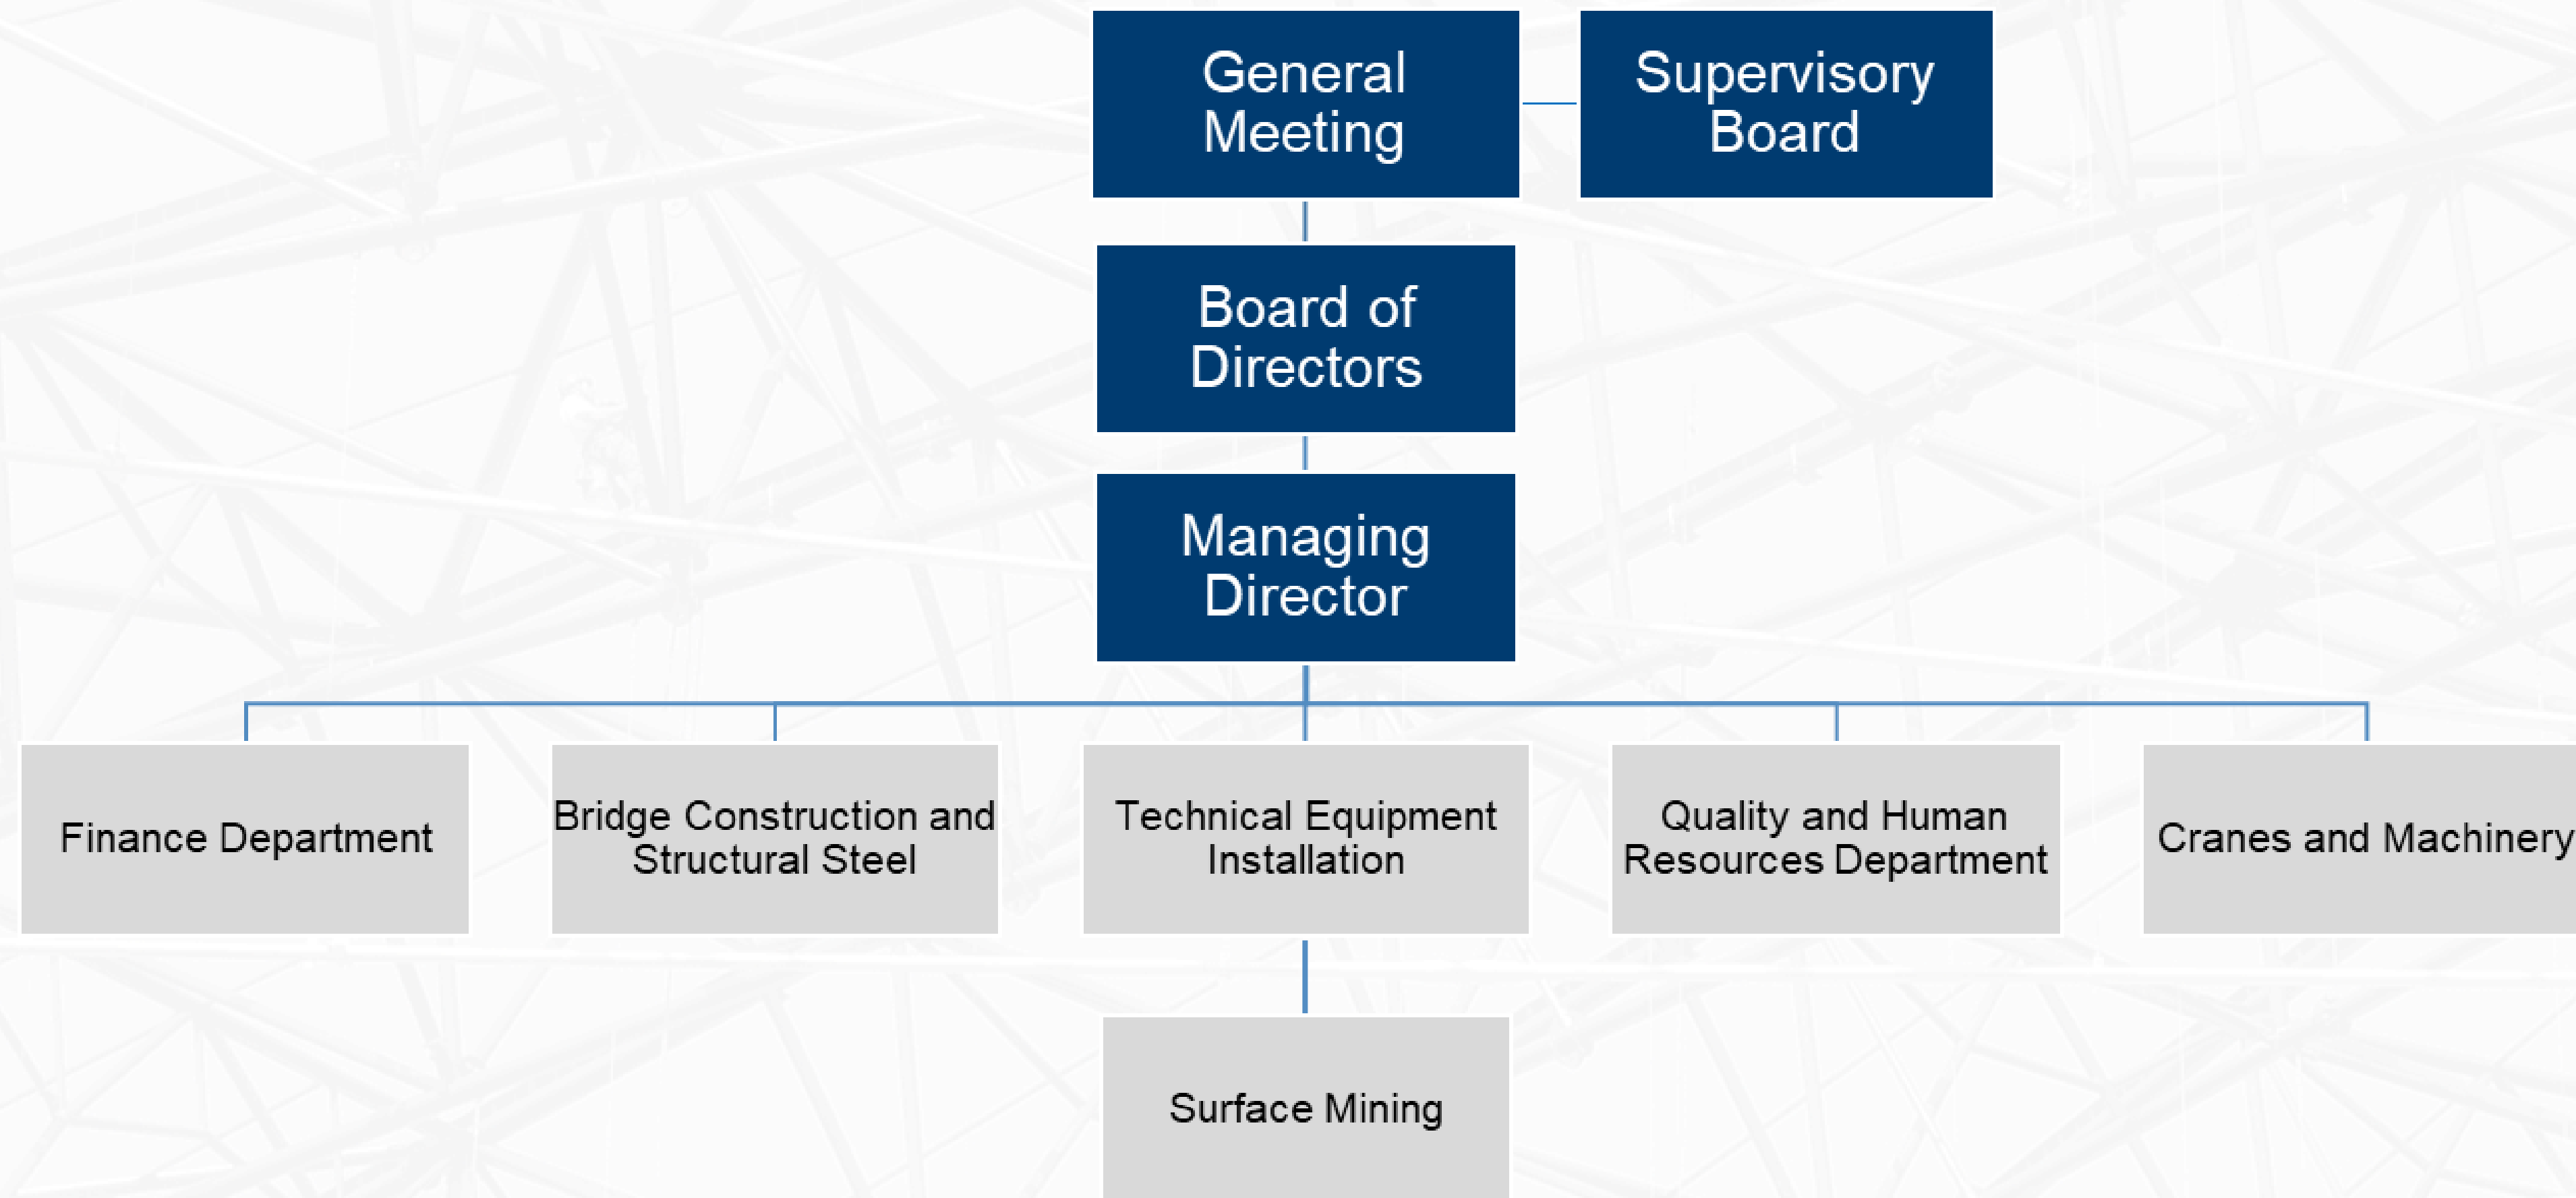 General
Meeting
Supervisory
Board
Board of
Directors
Managing
Director
Finance Department
Bridge Construction and
Structural Steel
Technical Equipment
Installation
Quality and Human
Resources Department
Cranes and Machinery
Surface Mining